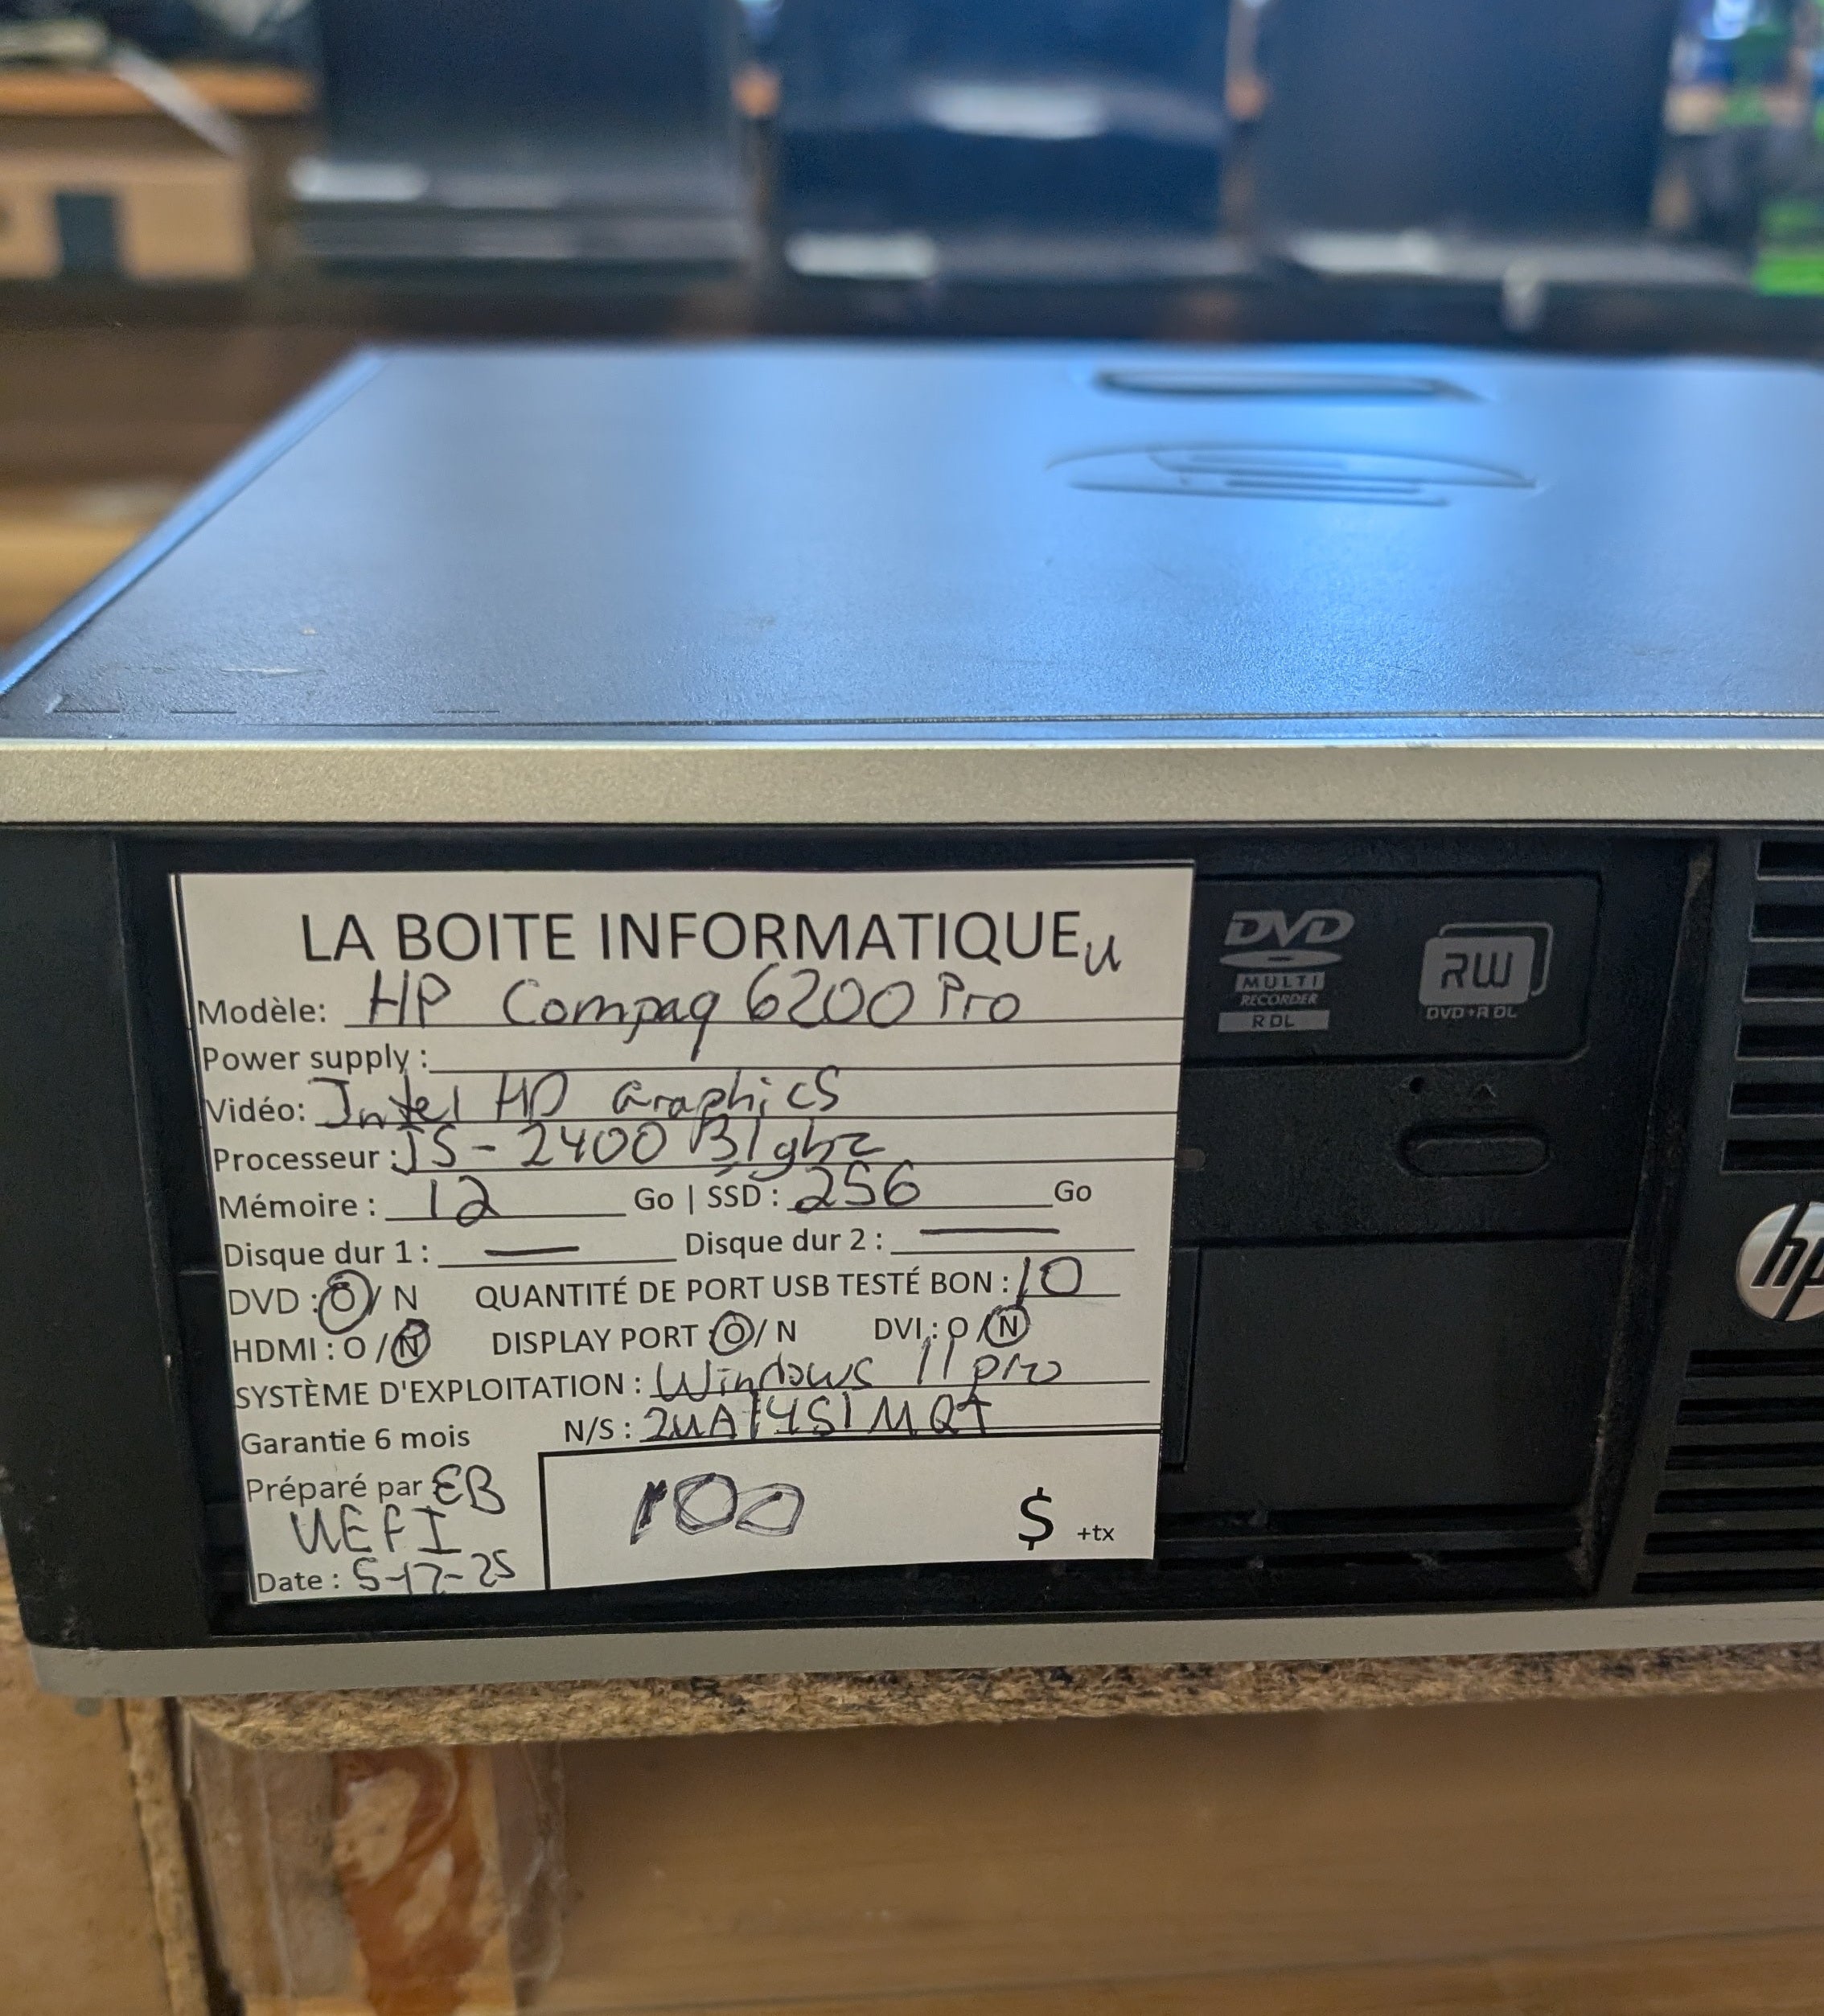 LA BOITE INFORMATIQUE u
Modèle: HP Compaq 6200 Pro
Power supply :
Vidéo: Intel HD Graphics
Processeur : I5-2400 3.1ghz
Mémoire : 12 Go | SSD : 256 Go
Disque dur 1 : — Disque dur 2 : —
DVD : O / N QUANTITÉ DE PORT USB TESTÉ BON : 10
HDMI : O / N DISPLAY PORT : O / N DVI : O / N
SYSTÈME D'EXPLOITATION : Windows 11 pro
Garantie 6 mois N/S :
Préparé par EB
UEFI
100 $ +tx
Date : 5-17-25
DVD
MULTI
RECORDER
R DL
RW
DVD+R DL
hp